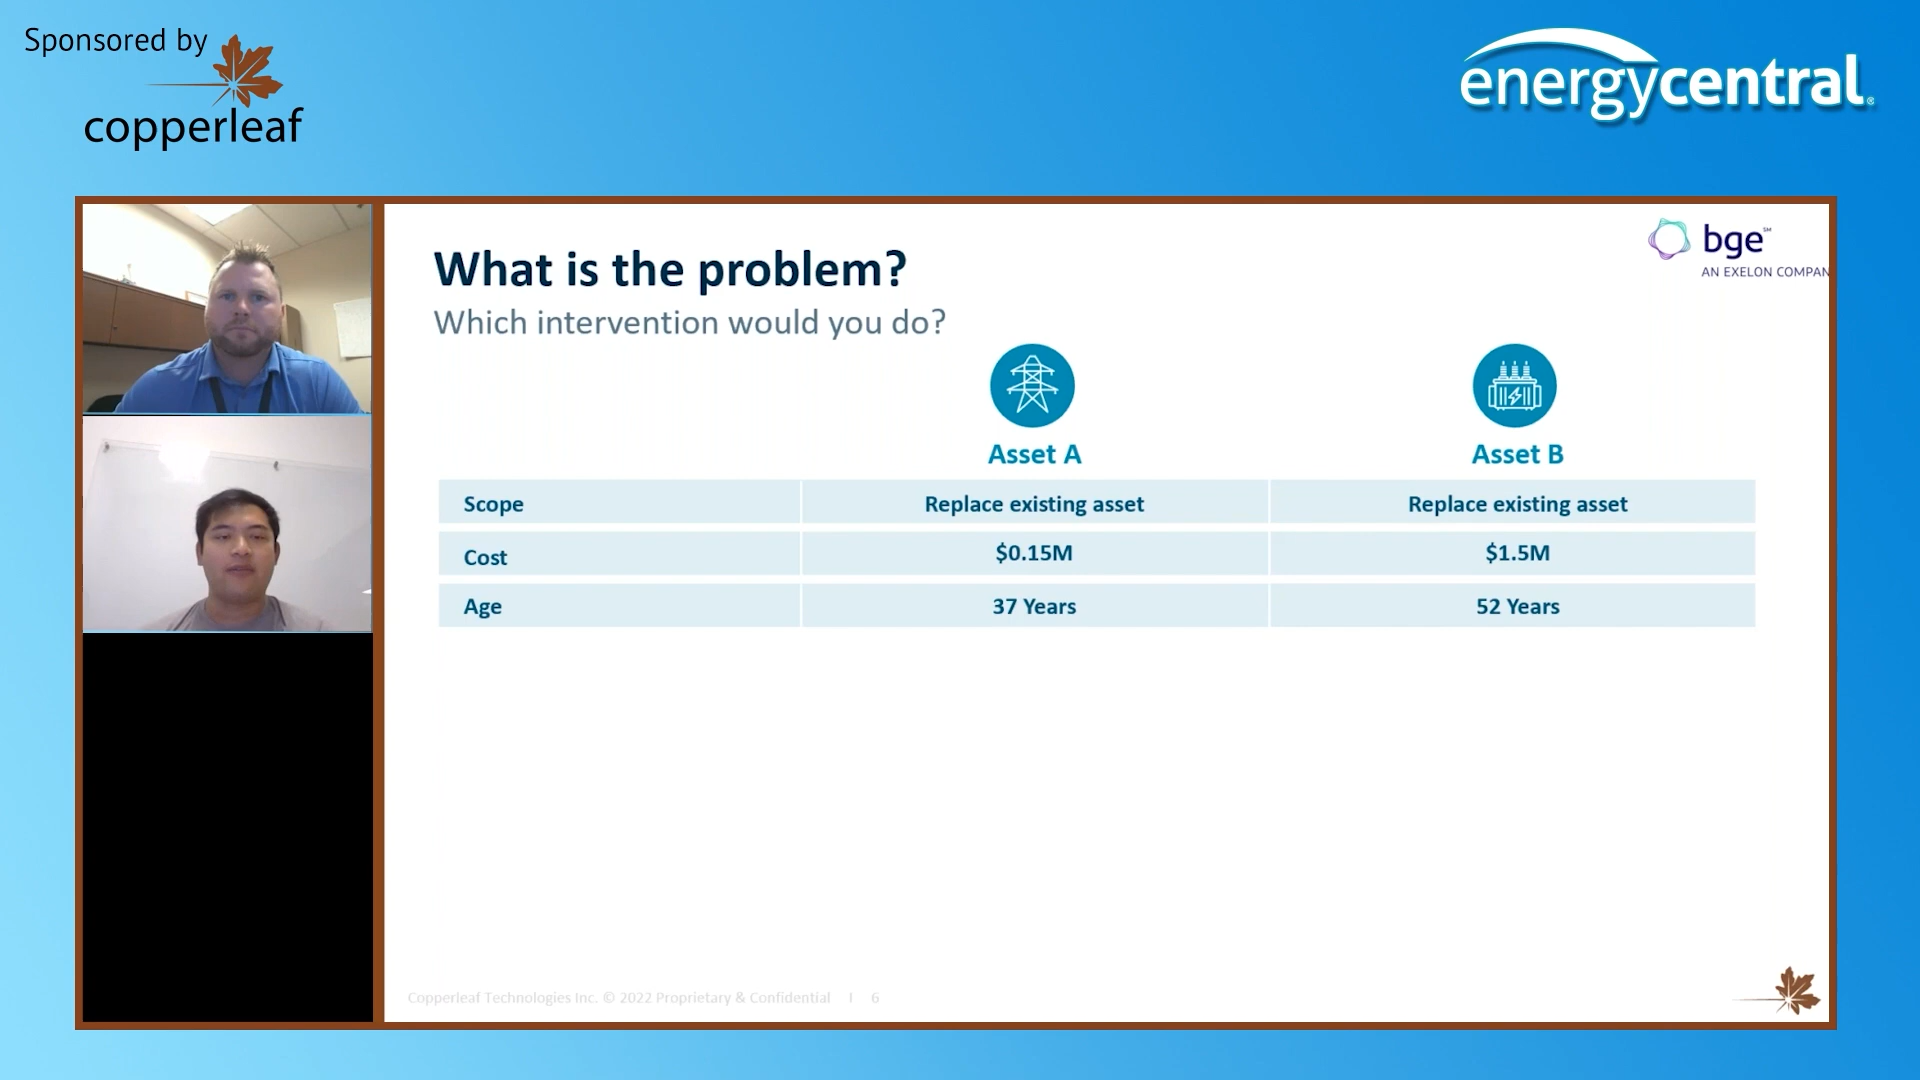 Sponsored by
copperleaf
energycentral®
What is the problem?
Which intervention would you do?
bge℠
AN EXELON COMPAN
Asset A
Asset B
Scope
Replace existing asset
Replace existing asset
Cost
$0.15M
$1.5M
Age
37 Years
52 Years
Copperleaf Technologies Inc. © 2022 Proprietary & Confidential | 6